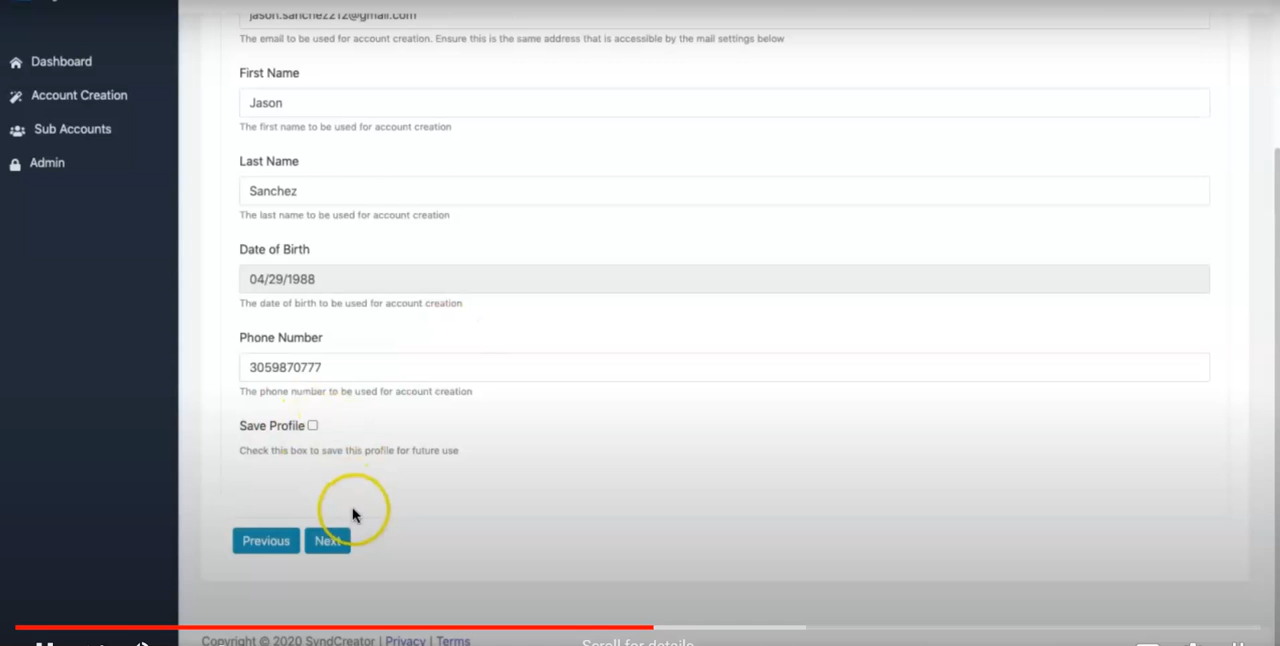 jason.sanchez212@gmail.com
The email to be used for account creation. Ensure this is the same address that is accessible by the mail settings below
Dashboard
Account Creation
Sub Accounts
Admin
First Name
Jason
The first name to be used for account creation
Last Name
Sanchez
The last name to be used for account creation
Date of Birth
04/29/1988
The date of birth to be used for account creation
Phone Number
3059870777
The phone number to be used for account creation
Save Profile
Check this box to save this profile for future use
Previous Next
Copyright © 2020 SyndCreator | Privacy | Terms
Scroll for details